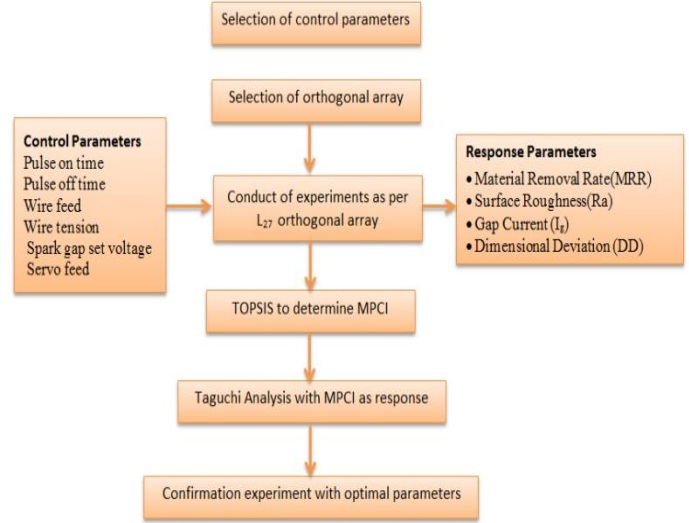 Selection of control parameters
Selection of orthogonal array
Control Parameters
Pulse on time
Pulse off time
Wire feed
Wire tension
Spark gap set voltage
Servo feed
Conduct of experiments as per
L27 orthogonal array
Response Parameters
• Material Removal Rate(MRR)
• Surface Roughness(Ra)
• Gap Current (Ig)
• Dimensional Deviation (DD)
TOPSIS to determine MPCI
Taguchi Analysis with MPCI as response
Confirmation experiment with optimal parameters